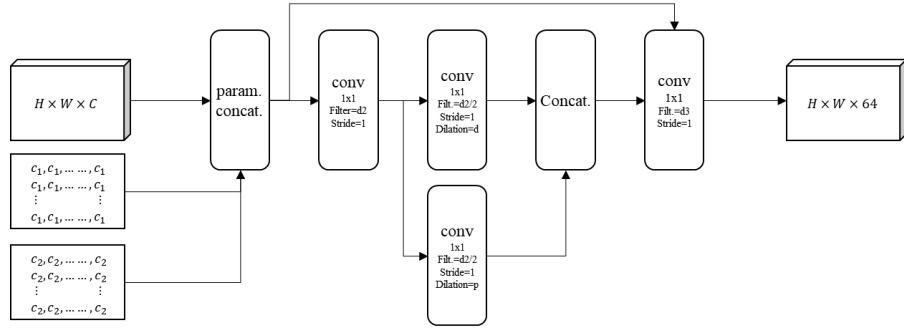 H × W × C
param.
concat.
conv
1x1
Filter=d2
Stride=1
conv
1x1
Filt.=d2/2
Stride=1
Dilation=d
Concat.
conv
1x1
Filt.=d3
Stride=1
H × W × 64
c₁, c₁, … … , c₁
c₁, c₁, … … , c₁
⋮ ⋮
c₁, c₁, … … , c₁
conv
1x1
Filt.=d2/2
Stride=1
Dilation=p
c₂, c₂, … … , c₂
c₂, c₂, … … , c₂
⋮ ⋮
c₂, c₂, … … , c₂